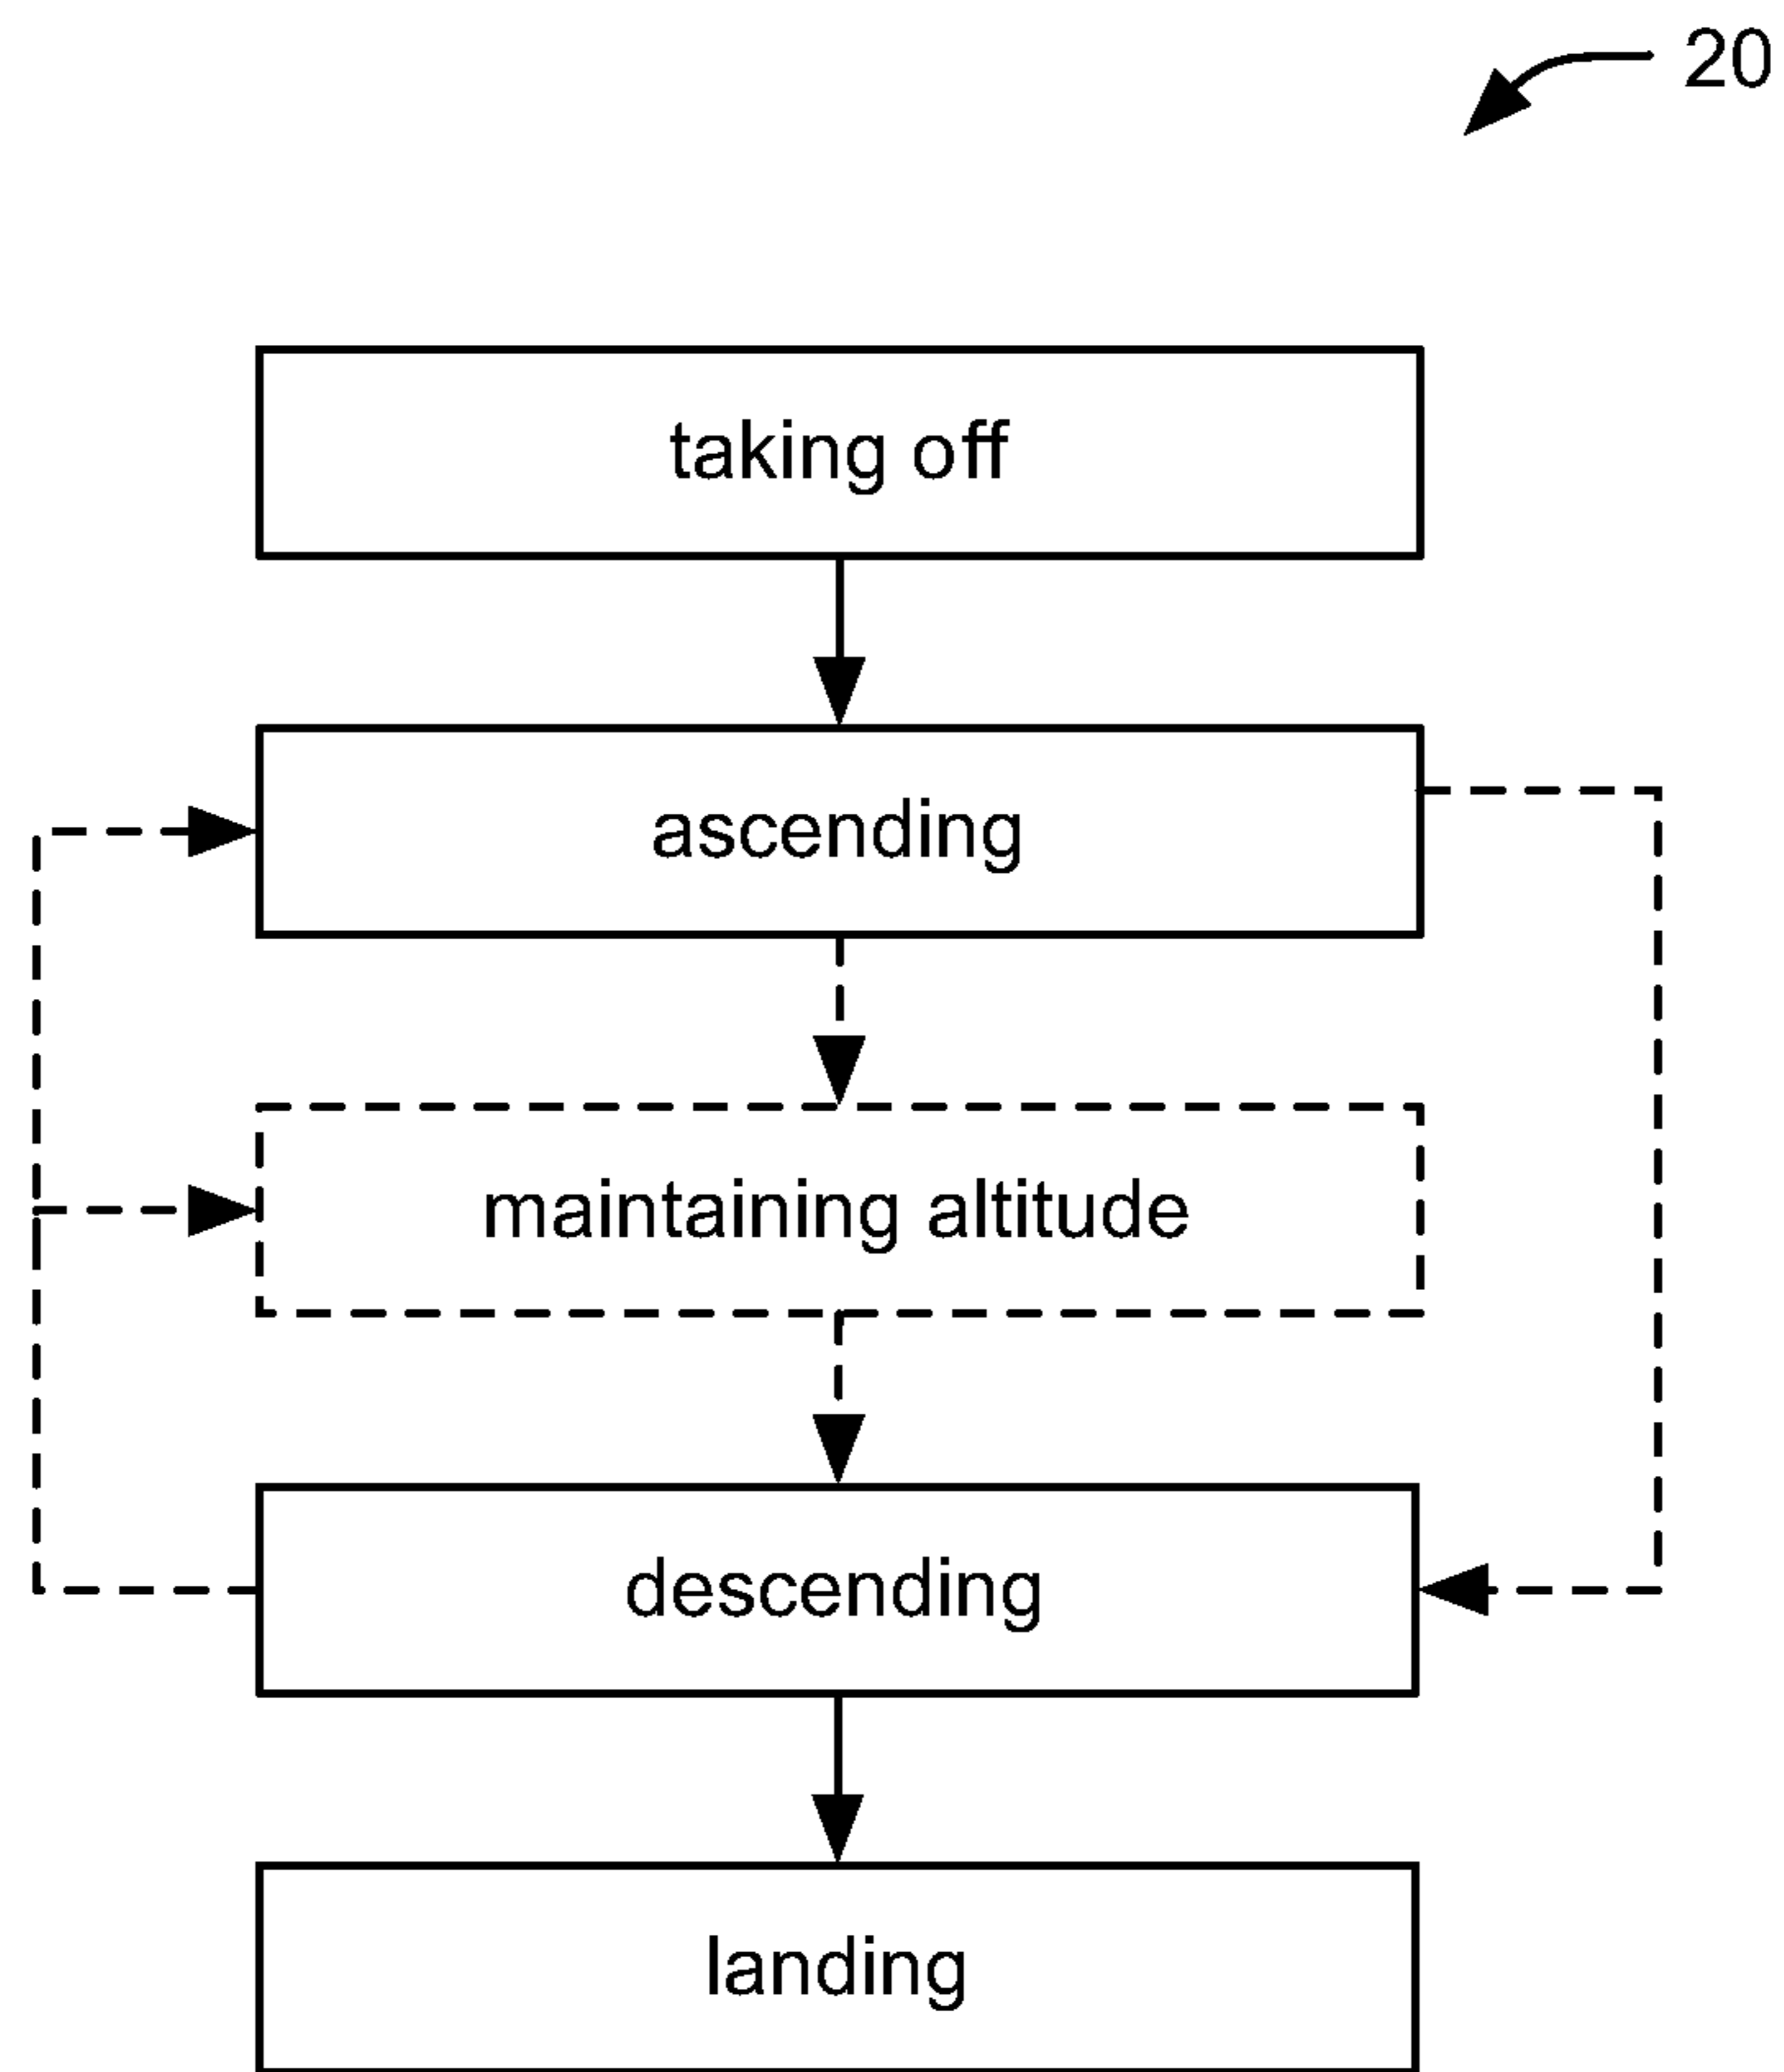 20
taking off
ascending
maintaining altitude
descending
landing